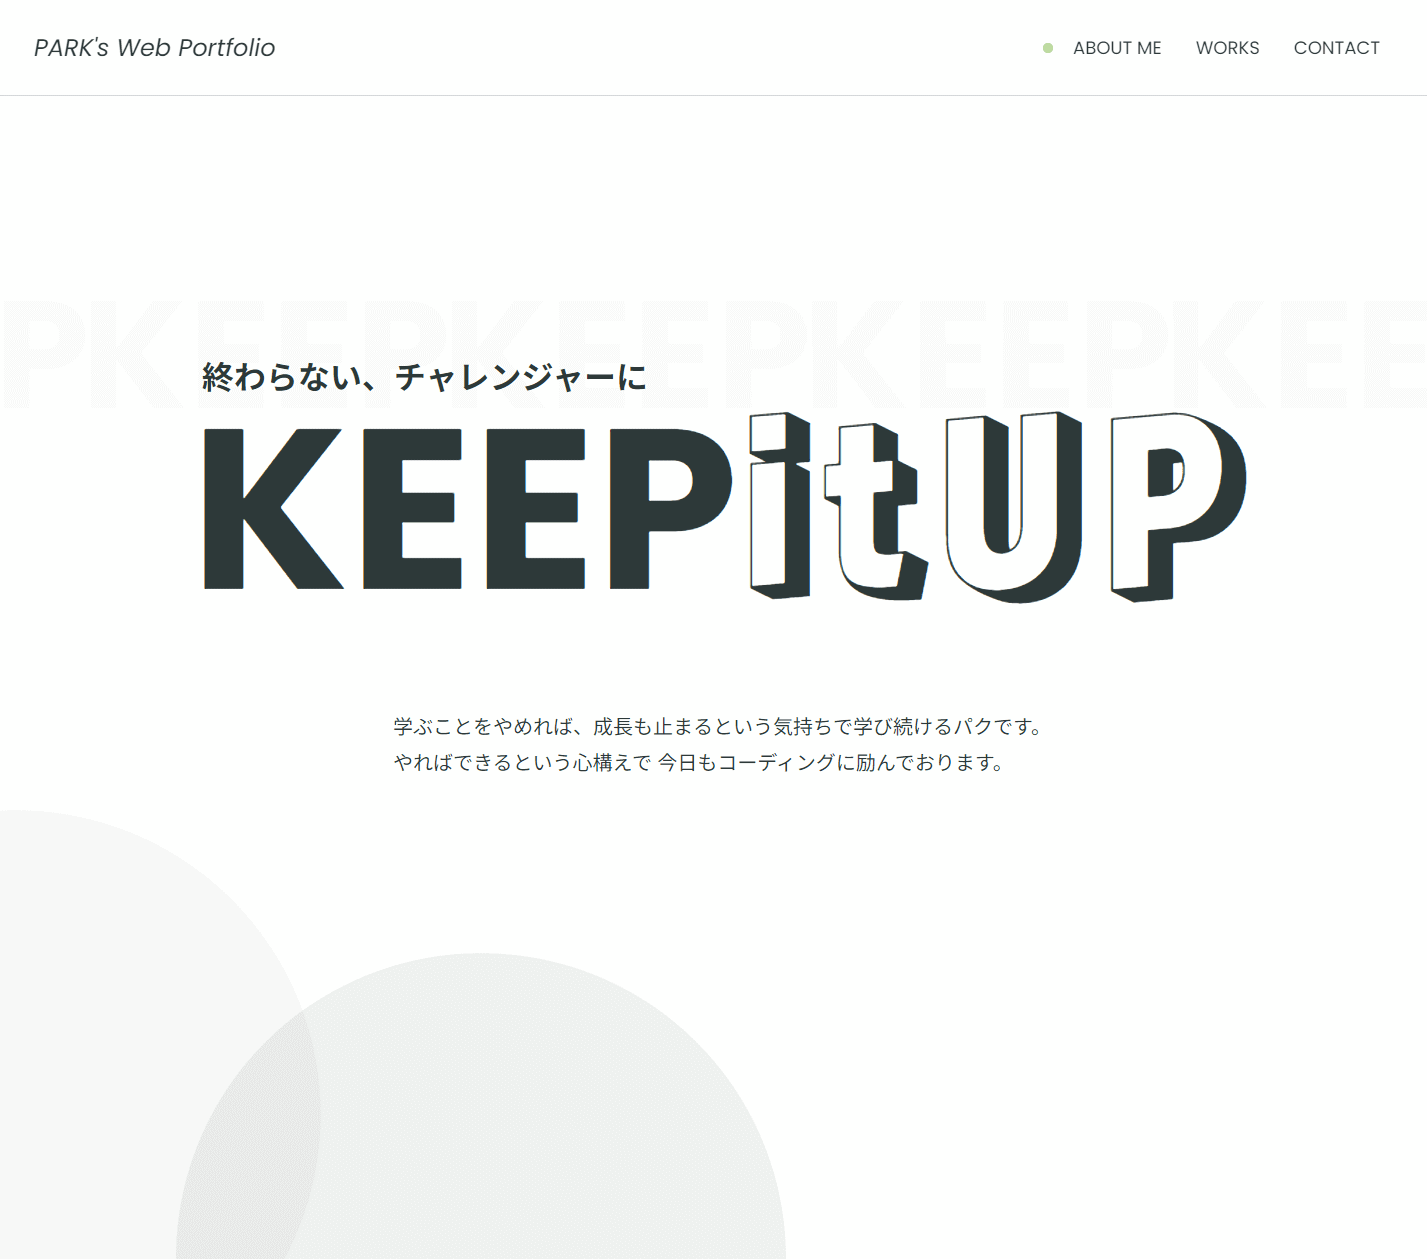 PARK's Web Portfolio
ABOUT ME WORKS CONTACT
PKEEPKEEPKEEPKEE
終わらない、チャレンジャーに
KEEPitUP
学ぶことをやめれば、成長も止まるという気持ちで学び続けるパクです。
やればできるという心構えで 今日もコーディングに励んでおります。